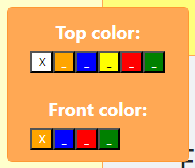 Top color:
X _ _ _ _ _
Front color:
X _ _ _